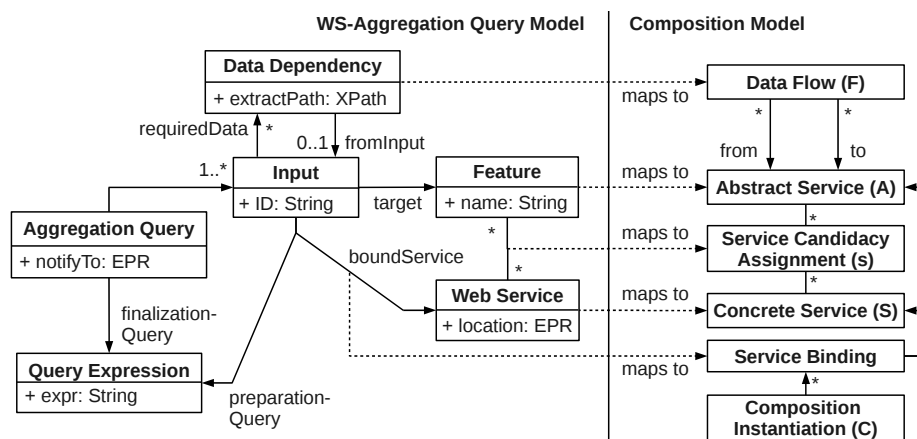 WS-Aggregation Query Model
Composition Model
Data Dependency
+ extractPath: XPath
maps to
Data Flow (F)
requiredData
*
0..1
fromInput
*
*
from
to
1..*
Input
+ ID: String
target
Feature
+ name: String
maps to
Abstract Service (A)
Aggregation Query
+ notifyTo: EPR
boundService
*
*
maps to
*
Service Candidacy
Assignment (s)
*
Web Service
+ location: EPR
maps to
Concrete Service (S)
finalization-
Query
Query Expression
+ expr: String
preparation-
Query
maps to
Service Binding
*
Composition
Instantiation (C)